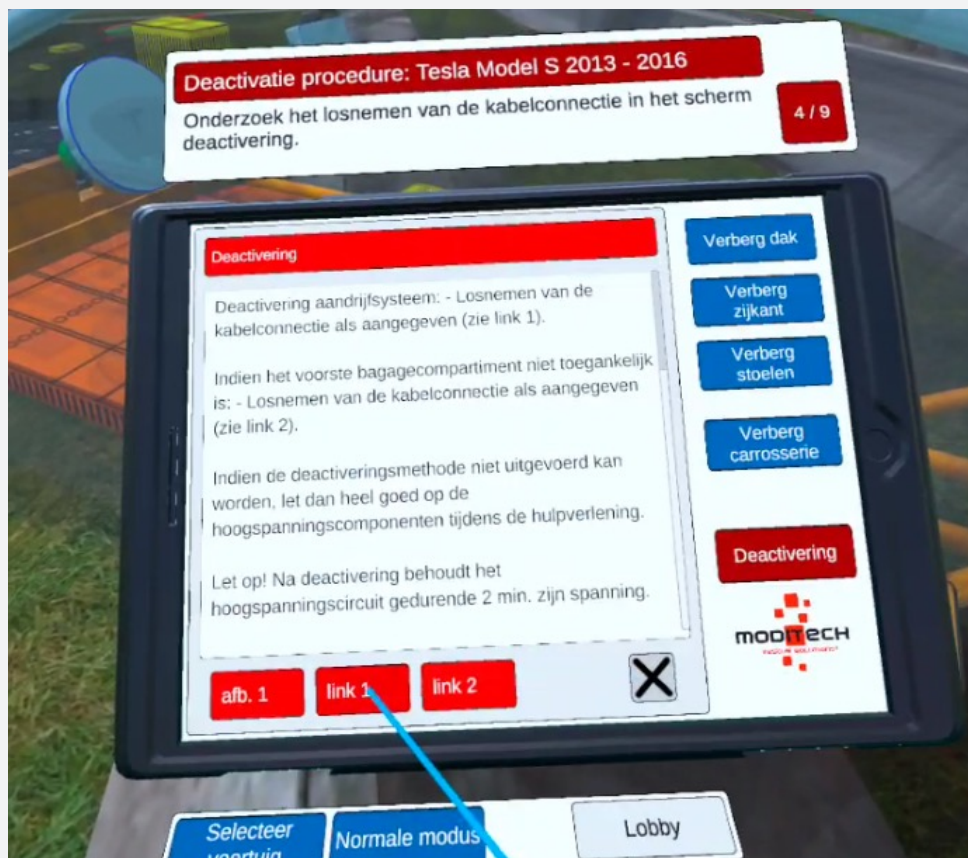 Deactivatie procedure: Tesla Model S 2013 - 2016
Onderzoek het losnemen van de kabelconnectie in het scherm
deactivering.
4 / 9
Deactivering
Deactivering aandrijfsysteem: - Losnemen van de
kabelconnectie als aangegeven (zie link 1).
Indien het voorste bagagecompartiment niet toegankelijk
is: - Losnemen van de kabelconnectie als aangegeven
(zie link 2).
Indien de deactiveringsmethode niet uitgevoerd kan
worden, let dan heel goed op de
hoogspanningscomponenten tijdens de hulpverlening.
Let op! Na deactivering behoudt het
hoogspanningscircuit gedurende 2 min. zijn spanning.
afb. 1
link 1
link 2
Verberg dak
Verberg
zijkant
Verberg
stoelen
Verberg
carrosserie
Deactivering
MODITECH
Selecteer
voertuig
Normale modus
Lobby